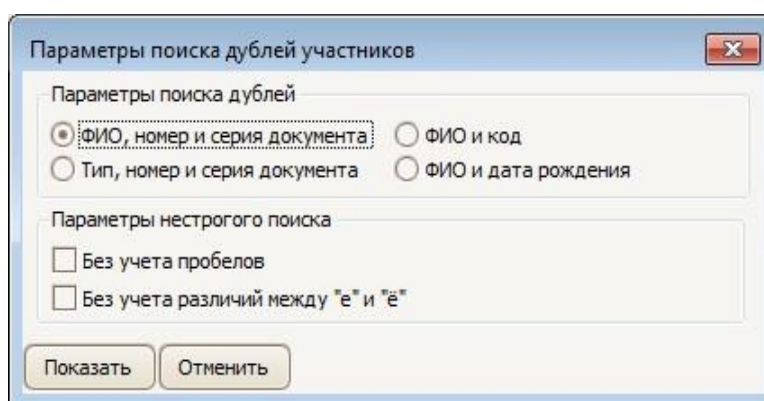 Параметры поиска дублей участников
Параметры поиска дублей
ФИО, номер и серия документа
ФИО и код
Тип, номер и серия документа
ФИО и дата рождения
Параметры нестрогого поиска
Без учета пробелов
Без учета различий между "е" и "ё"
Показать
Отменить